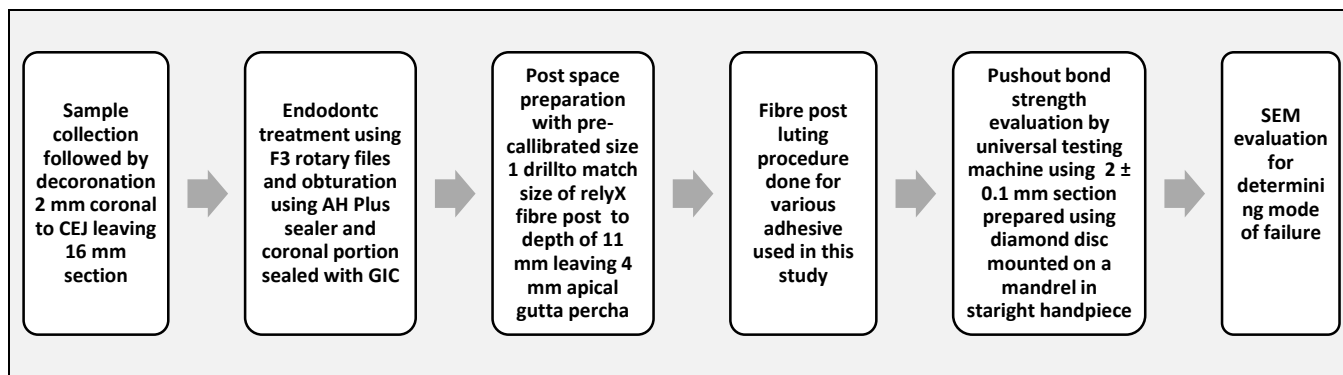 Sample
collection
followed by
decoronation
2 mm coronal
to CEJ leaving
16 mm
section
Endodontc
treatment using
F3 rotary files
and obturation
using AH Plus
sealer and
coronal portion
sealed with GIC
Post space
preparation
with pre-
callibrated size
1 drillto match
size of relyX
fibre post  to
depth of 11
mm leaving 4
mm apical
gutta percha
Fibre post
luting
procedure
done for
various
adhesive
used in this
study
Pushout bond
strength
evaluation by
universal testing
machine using  2 ±
0.1 mm section
prepared using
diamond disc
mounted on a
mandrel in
staright handpiece
SEM
evaluation
for
determini
ng mode
of failure